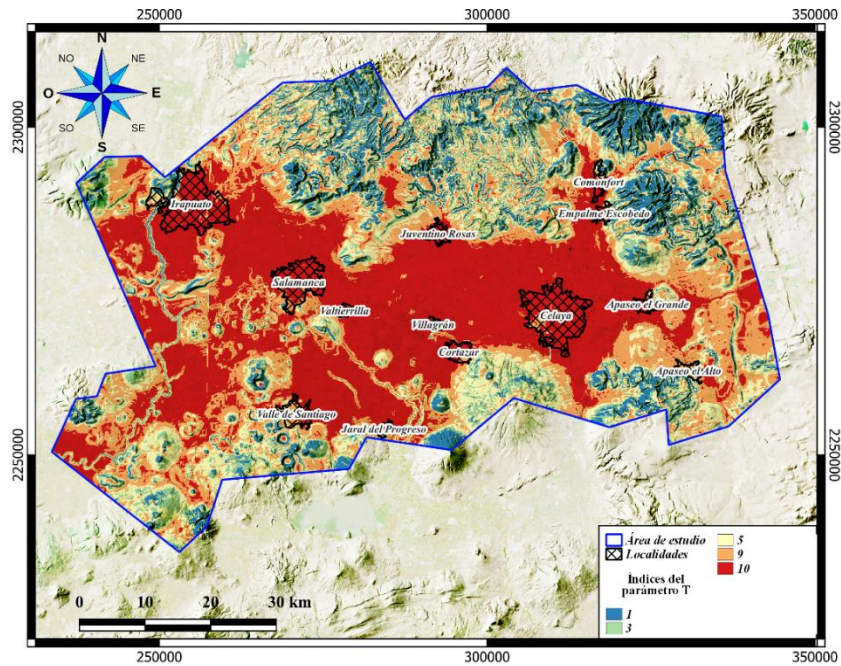 250000
300000
350000
N
NO
NE
O
E
SO
SE
S
2300000
2300000
Comonfort
Irapuato
Empalme Escobedo
Juventino Rosas
Salamanca
Apaseo el Grande
Valtierrilla
Villagrán
Celaya
Cortazar
Apaseo el Alto
Valle de Santiago
Jaral del Progreso
2250000
2250000
Área de estudio
Localidades
Índices del
parámetro T
1
3
5
9
10
0 10 20 30 km
250000
300000
350000